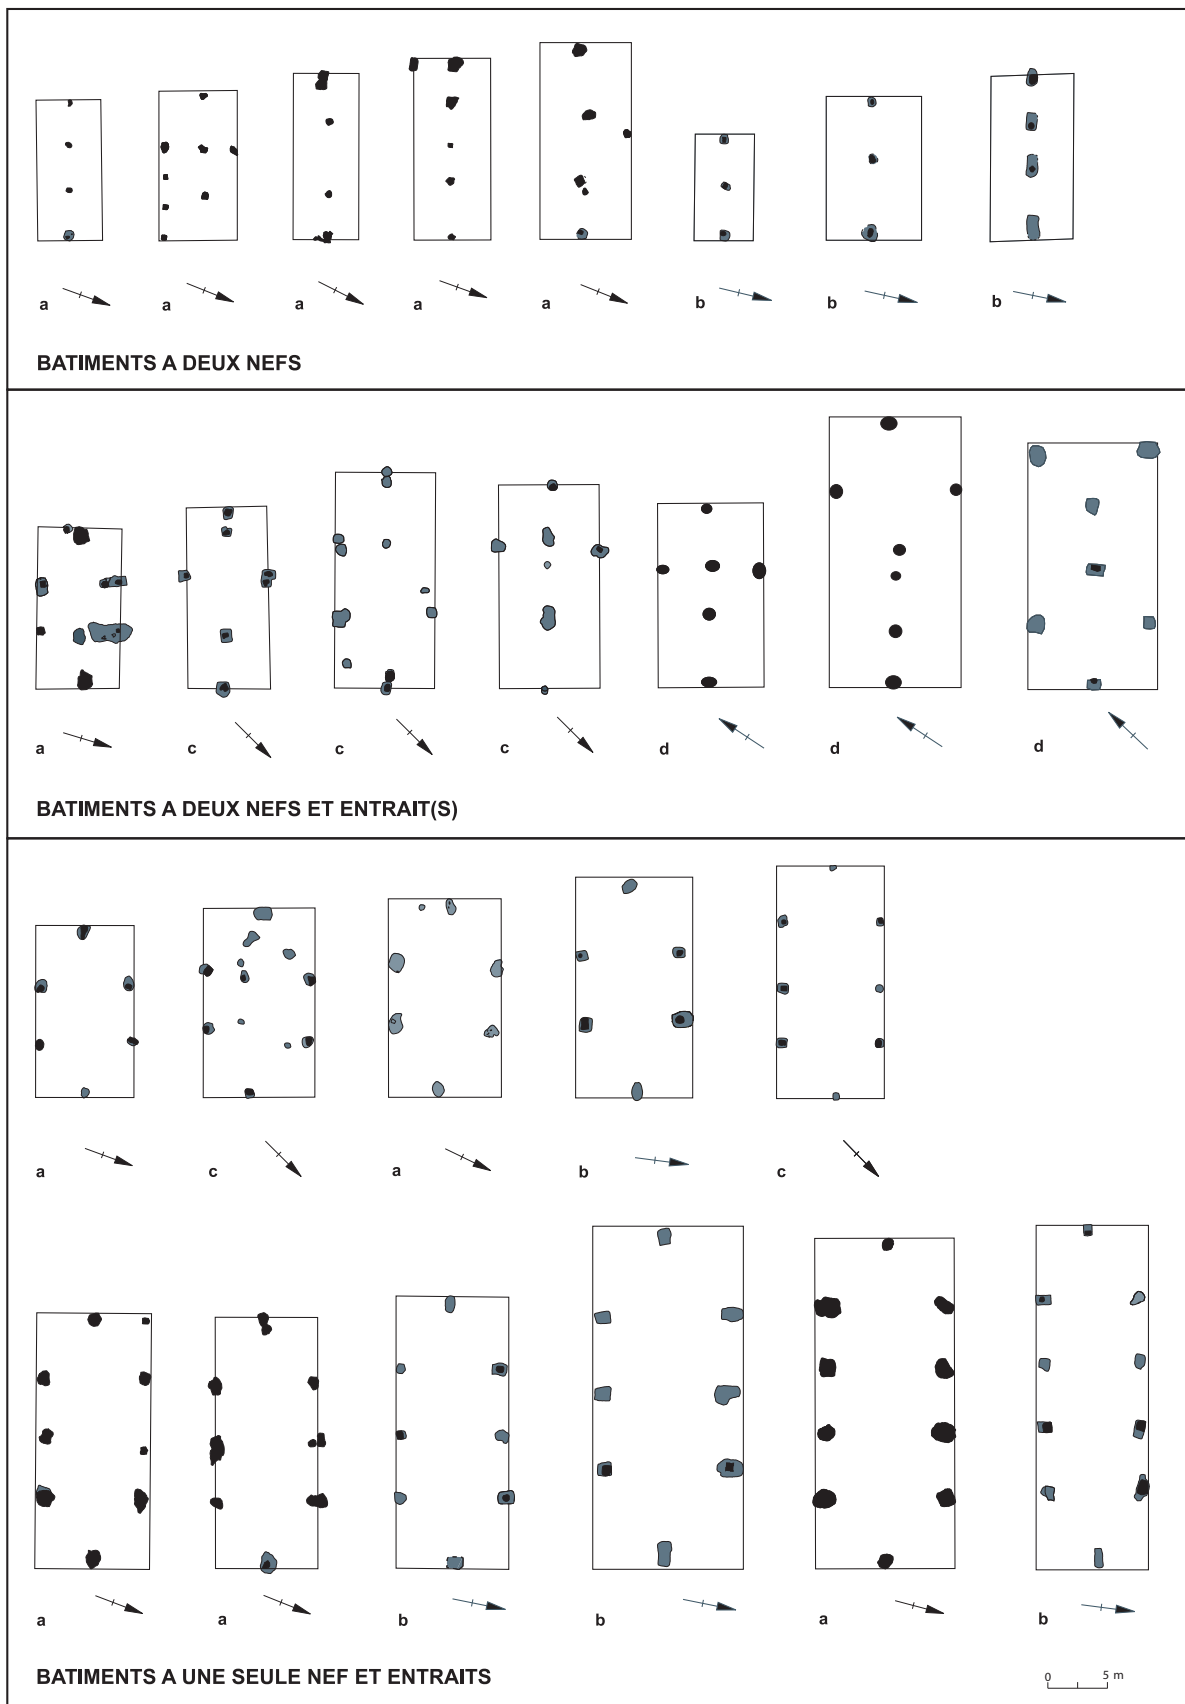 a a a a a b b b
BATIMENTS A DEUX NEFS
a c c c d d d
BATIMENTS A DEUX NEFS ET ENTRAIT(S)
a c a b c
a a b b a b
BATIMENTS A UNE SEULE NEF ET ENTRAITS
0 5 m